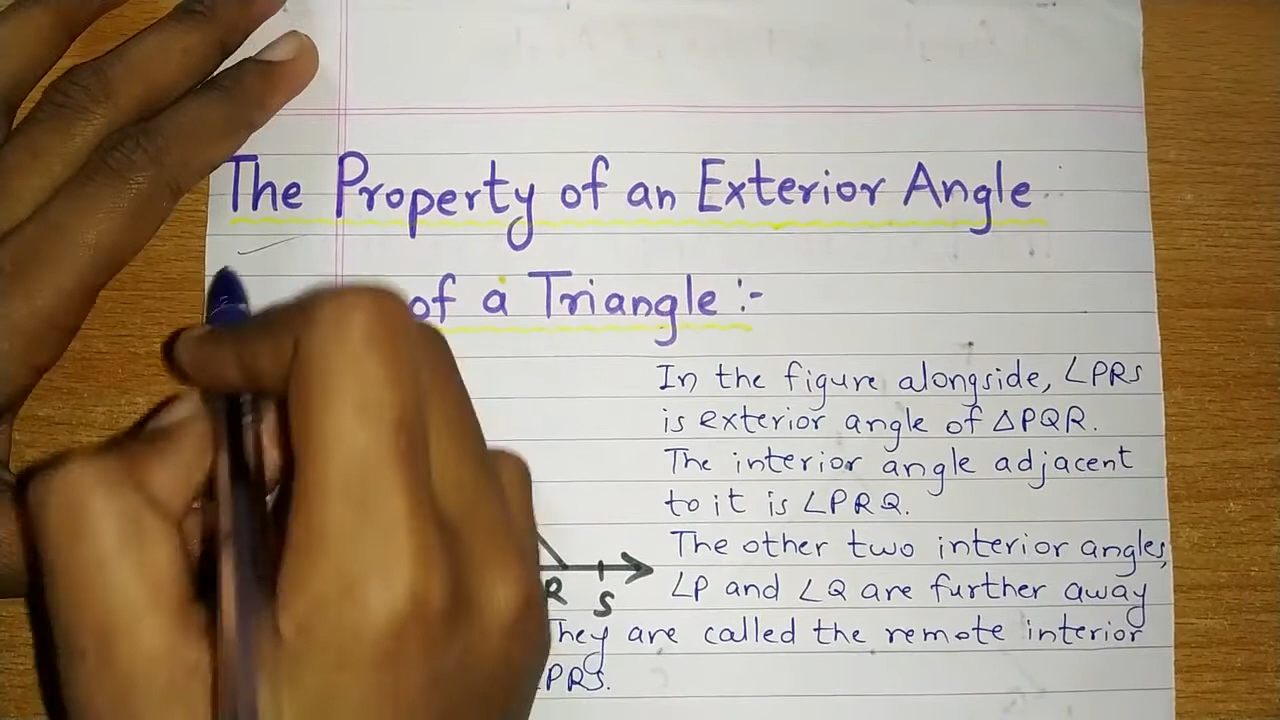 The Property of an Exterior Angle
of a Triangle :-
In the figure alongside, ∠PRS
is exterior angle of △PQR.
The interior angle adjacent
to it is ∠PRQ.
The other two interior angles,
R S
∠P and ∠Q are further away
They are called the remote interior
PRS.